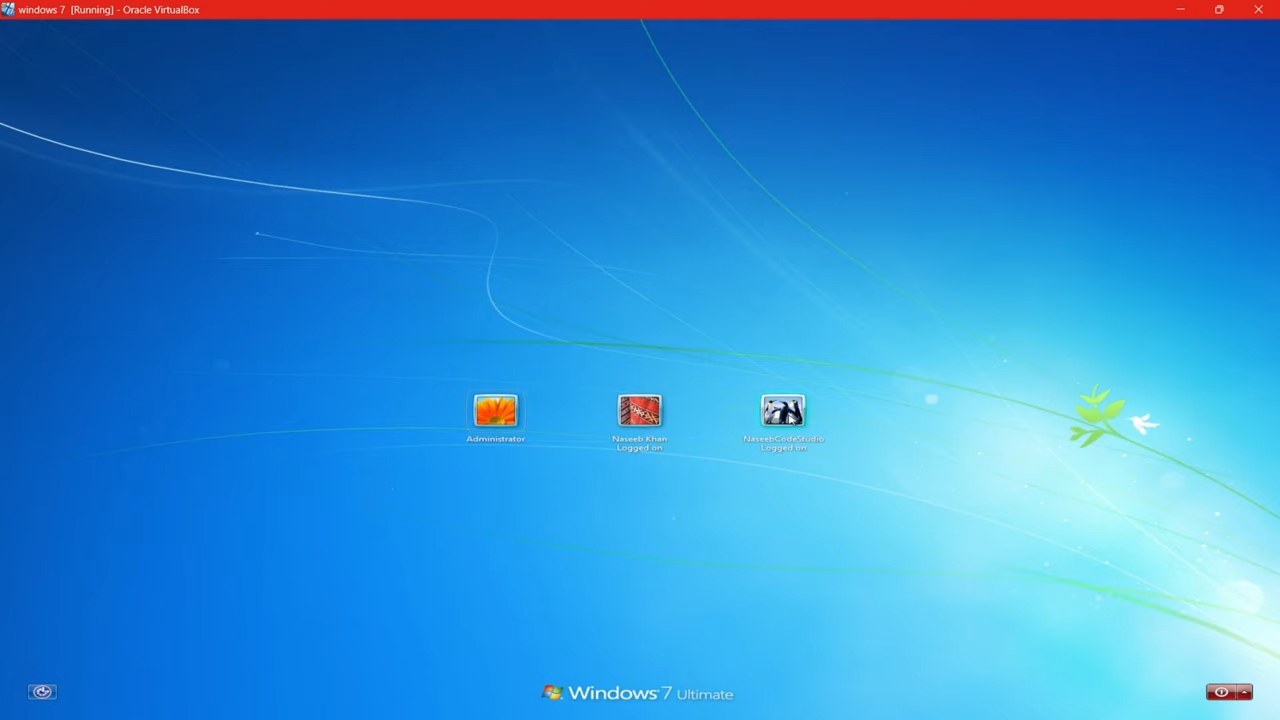 windows 7 [Running] - Oracle VirtualBox
Administrator
Naseeb Khan
Logged on
NaseebCodeStudio
Logged on
Windows 7 Ultimate